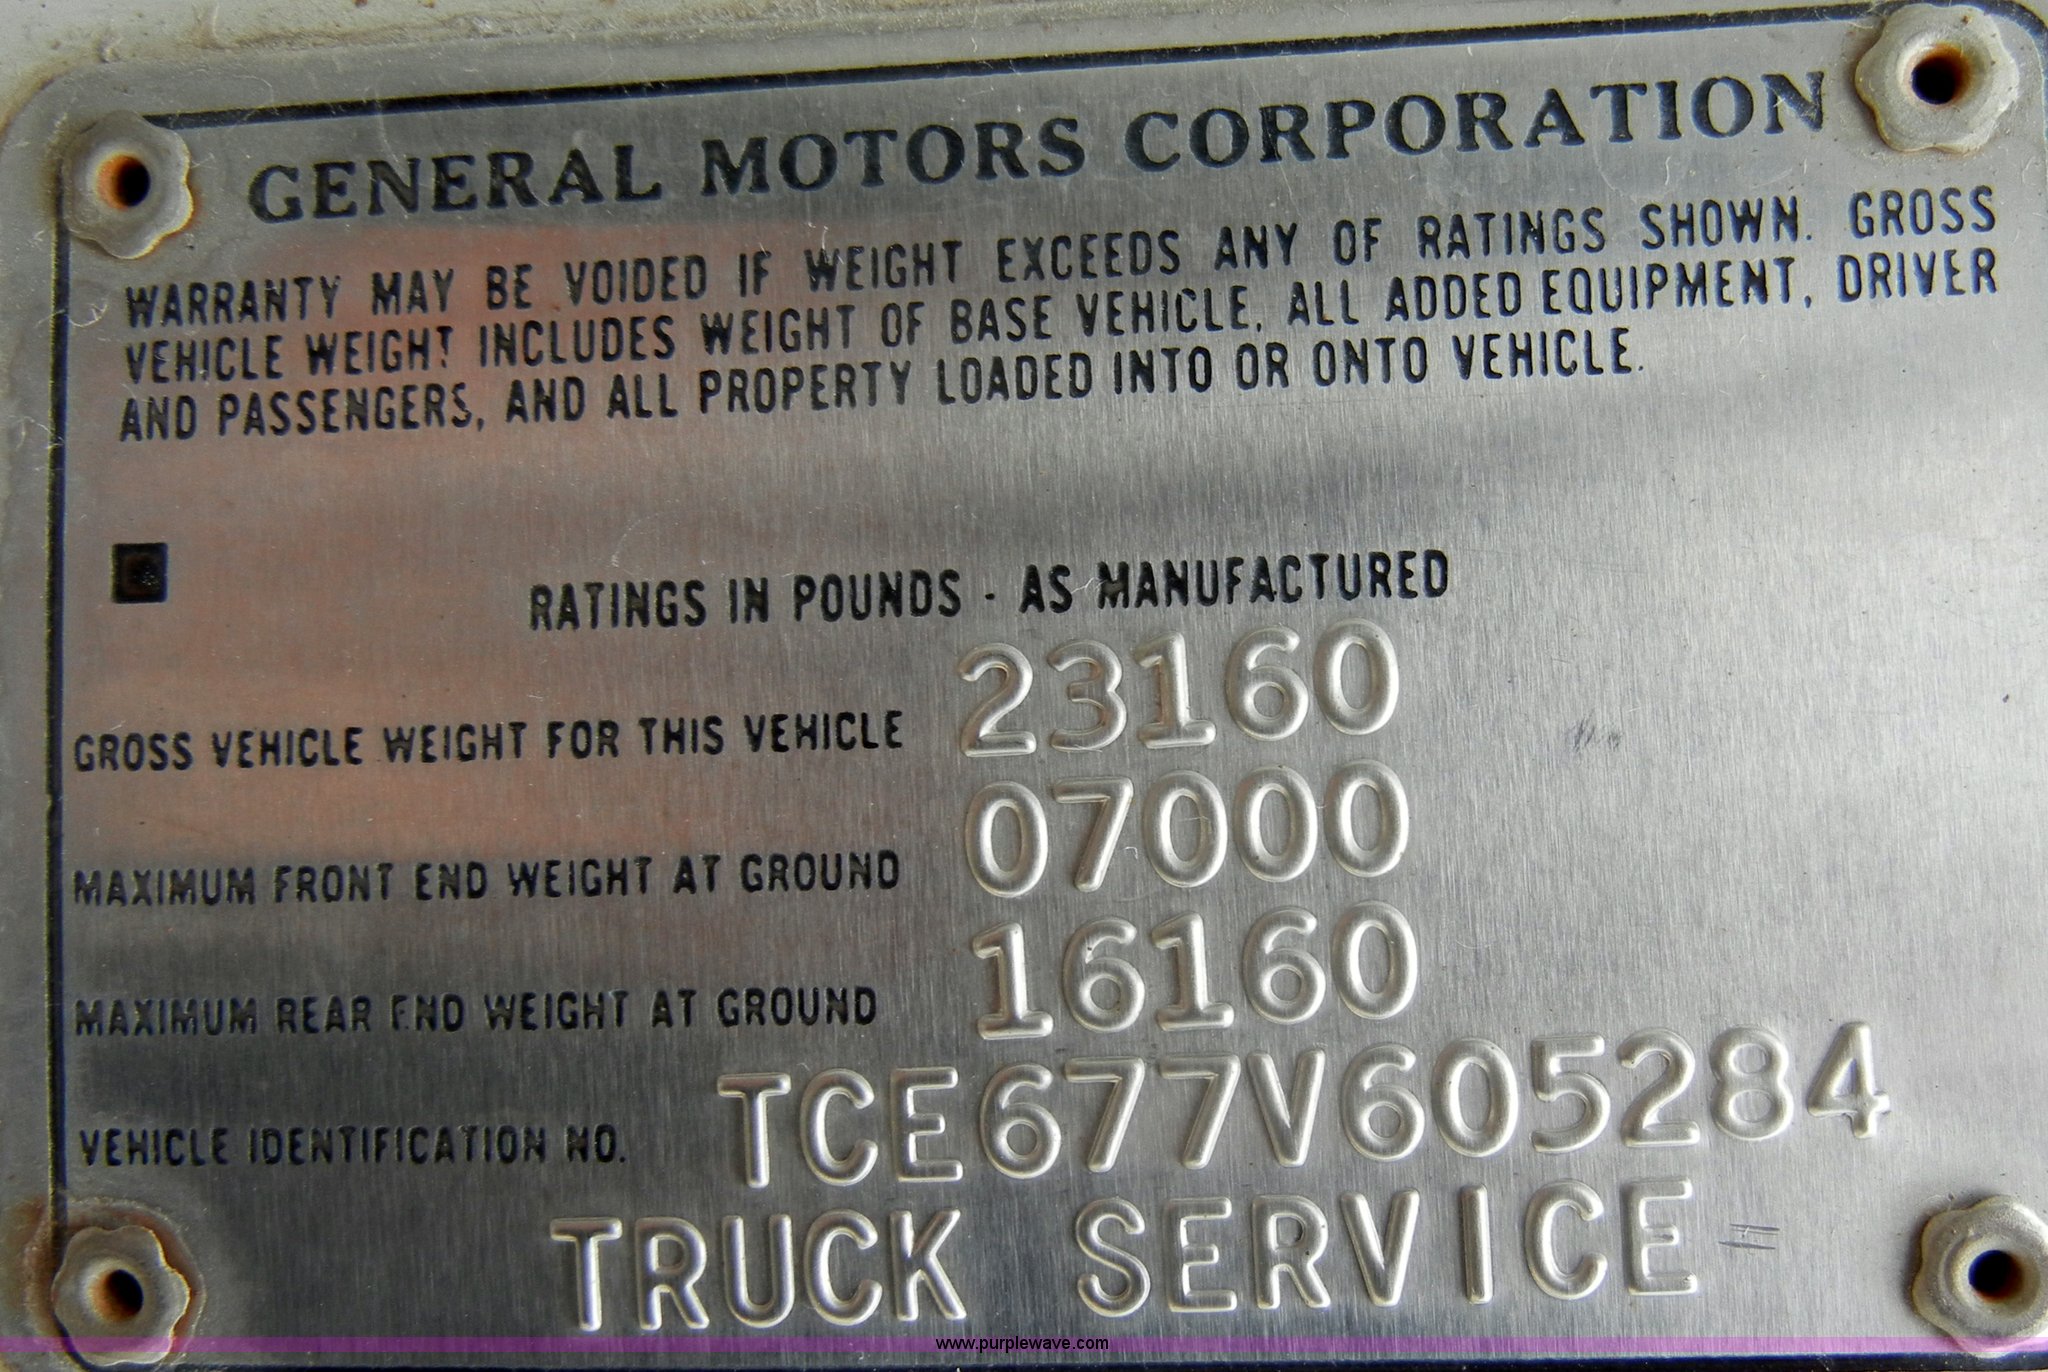 GENERAL MOTORS CORPORATION
WARRANTY MAY BE VOIDED IF WEIGHT EXCEEDS ANY OF RATINGS SHOWN. GROSS
VEHICLE WEIGHT INCLUDES WEIGHT OF BASE VEHICLE, ALL ADDED EQUIPMENT, DRIVER
AND PASSENGERS, AND ALL PROPERTY LOADED INTO OR ONTO VEHICLE.
RATINGS IN POUNDS - AS MANUFACTURED
GROSS VEHICLE WEIGHT FOR THIS VEHICLE 23160
MAXIMUM FRONT END WEIGHT AT GROUND 07000
MAXIMUM REAR END WEIGHT AT GROUND 16160
VEHICLE IDENTIFICATION NO. TCE677V605284
TRUCK SERVICE
www.purplewave.com